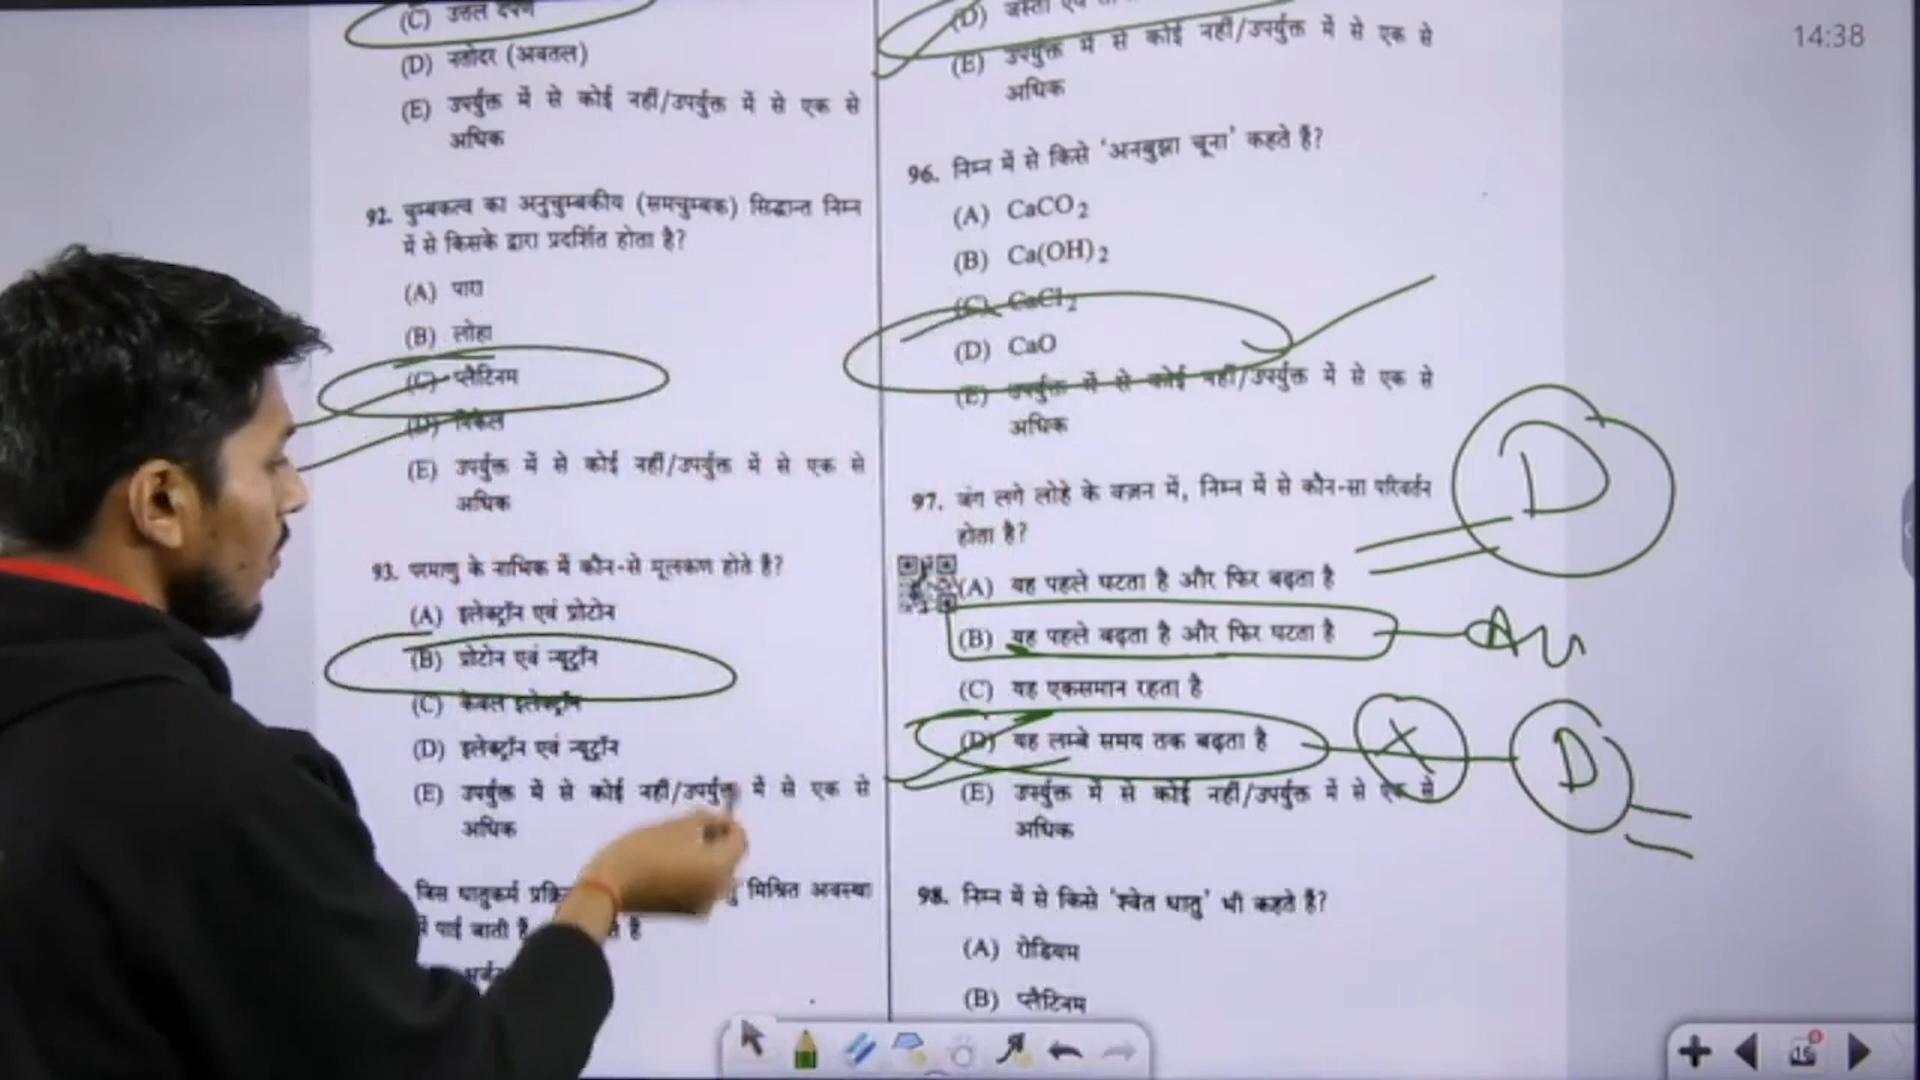 (C) उत्तल दर्पण
(D) नतोदर (अवतल)
(E) उपर्युक्त में से कोई नहीं/उपर्युक्त में से एक से
अधिक
92. चुम्बकत्व का अनुचुम्बकीय (समचुम्बक) सिद्धान्त निम्न
में से किसके द्वारा प्रदर्शित होता है?
(A) पारा
(B) लोहा
(C) प्लैटिनम
(D) निकेल
(E) उपर्युक्त में से कोई नहीं/उपर्युक्त में से एक से
अधिक
93. परमाणु के नाभिक में कौन-से मूलकण होते हैं?
(A) इलेक्ट्रॉन एवं प्रोटोन
(B) प्रोटोन एवं न्यूट्रॉन
(C) केवल इलेक्ट्रॉन
(D) इलेक्ट्रॉन एवं न्यूट्रॉन
(E) उपर्युक्त में से कोई नहीं/उपर्युक्त में से एक से
अधिक
जिस धातुकर्म मिश्रित अवस्था
में पाई जाती है
(D) जस्ता एवं
(E) उपर्युक्त में से कोई नहीं/उपर्युक्त में से एक से
अधिक
96. निम्न में से किसे ‘अनबुझा चूना’ कहते हैं?
(A) CaCO2
(B) Ca(OH)2
(C) CaCl2
(D) CaO
(E) उपर्युक्त में से कोई नहीं/उपर्युक्त में से एक से
अधिक
97. जंग लगे लोहे के वज़न में, निम्न में से कौन-सा परिवर्तन
होता है?
(A) यह पहले घटता है और फिर बढ़ता है
(B) यह पहले बढ़ता है और फिर घटता है
(C) यह एकसमान रहता है
(D) यह लम्बे समय तक बढ़ता है
(E) उपर्युक्त में से कोई नहीं/उपर्युक्त में से एक से
अधिक
98. निम्न में से किसे ‘श्वेत धातु’ भी कहते हैं?
(A) रोडियम
(B) प्लैटिनम
14:38
D
X D
16